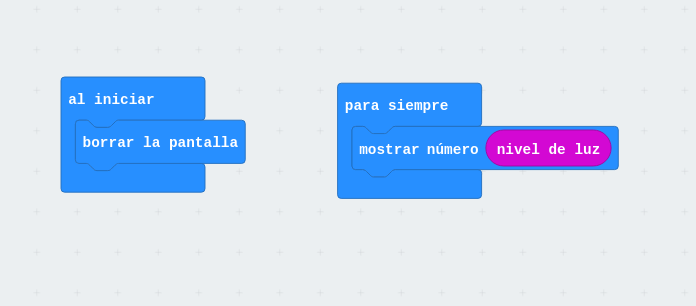 al iniciar
borrar la pantalla
para siempre
mostrar número nivel de luz